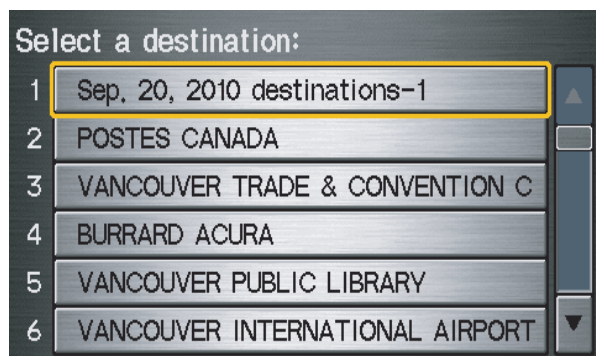 Select a destination:
1 Sep. 20, 2010 destinations-1
2 POSTES CANADA
3 VANCOUVER TRADE & CONVENTION C
4 BURRARD ACURA
5 VANCOUVER PUBLIC LIBRARY
6 VANCOUVER INTERNATIONAL AIRPORT